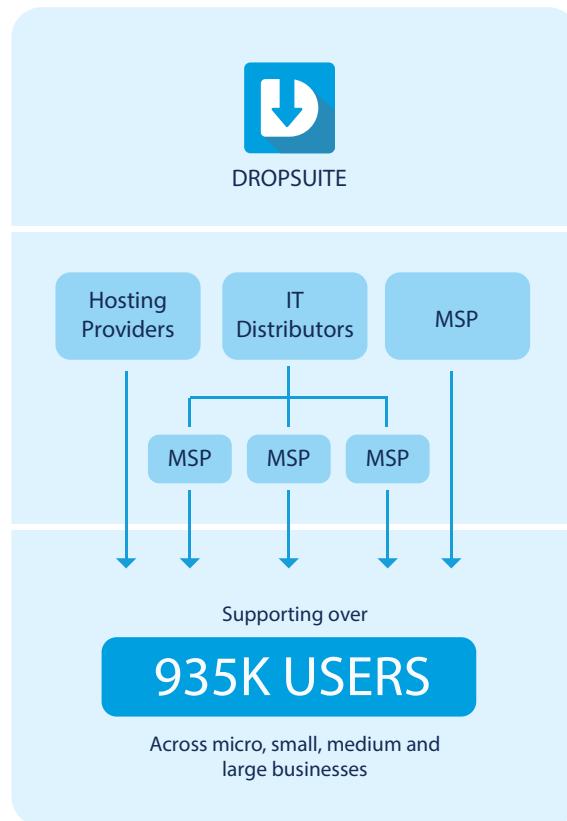 DROPSUITE
Hosting
Providers
IT
Distributors
MSP
MSP
MSP
MSP
Supporting over
935K USERS
Across micro, small, medium and
large businesses